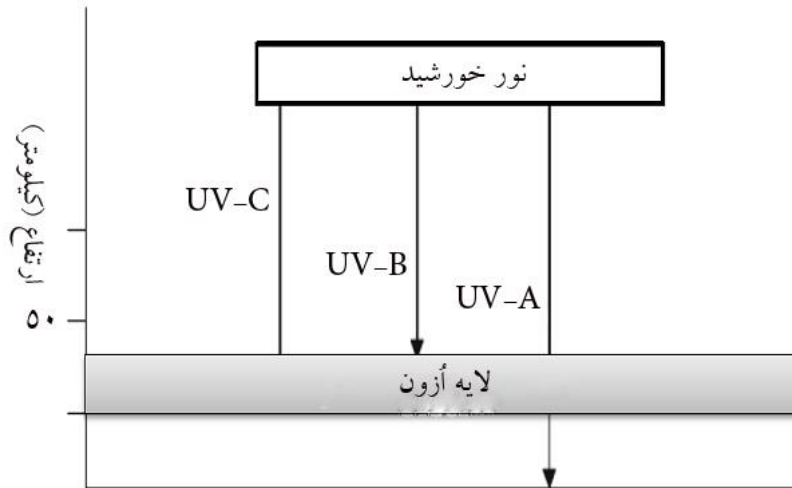 نور خورشید
UV–C
UV–B
UV–A
ارتفاع (کیلومتر)
۵۰
لایه اُزون